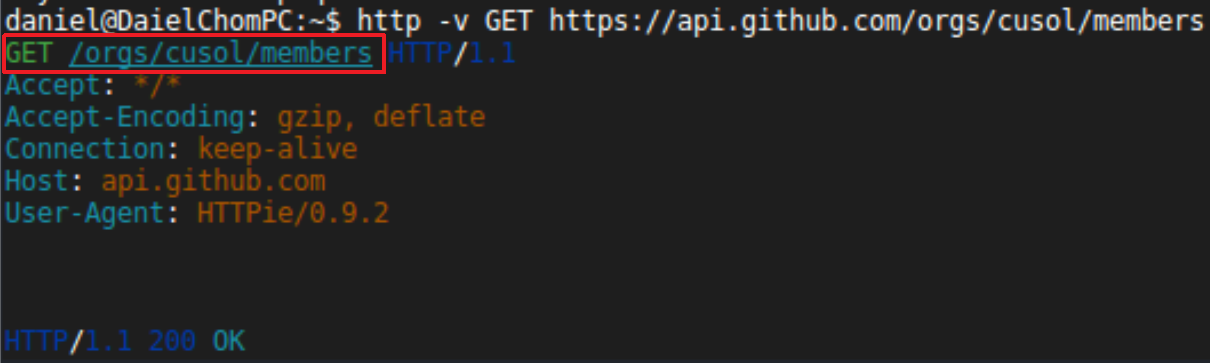 daniel@DaielChomPC:~$ http -v GET https://api.github.com/orgs/cusol/members
GET /orgs/cusol/members HTTP/1.1
Accept: */*
Accept-Encoding: gzip, deflate
Connection: keep-alive
Host: api.github.com
User-Agent: HTTPie/0.9.2
HTTP/1.1 200 OK